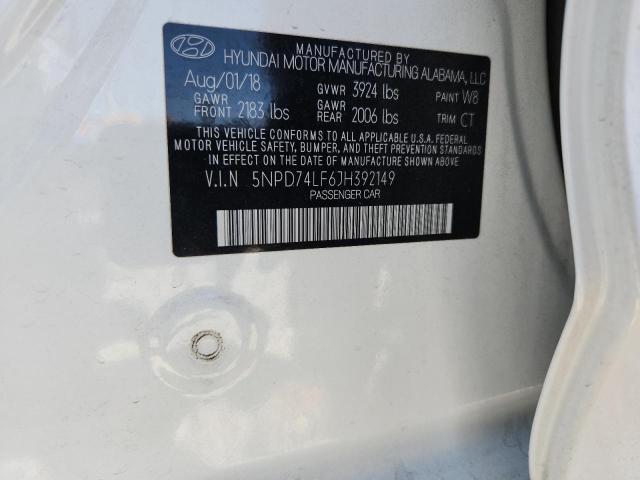 MANUFACTURED BY
HYUNDAI MOTOR MANUFACTURING ALABAMA, LLC
Aug/01/18 GVWR 3924 lbs PAINT W8
GAWR FRONT 2183 lbs GAWR REAR 2006 lbs TRIM CT
THIS VEHICLE CONFORMS TO ALL APPLICABLE U.S.A. FEDERAL
MOTOR VEHICLE SAFETY, BUMPER, AND THEFT PREVENTION STANDARDS
IN EFFECT ON THE DATE OF MANUFACTURE SHOWN ABOVE.
V.I.N 5NPD74LF6JH392149
PASSENGER CAR